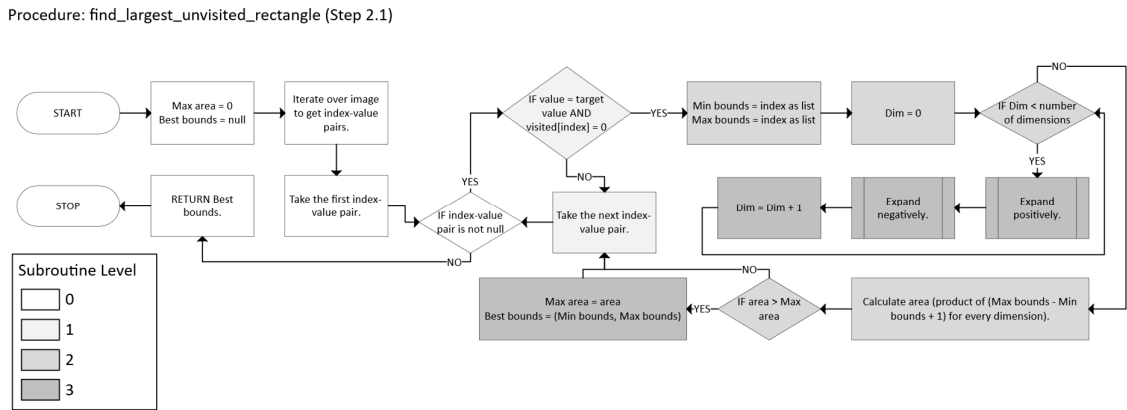 Procedure: find_largest_unvisited_rectangle (Step 2.1)
START
Max area = 0
Best bounds = null
Iterate over image
to get index-value
pairs.
Take the first index-
value pair.
IF index-value
pair is not null
YES
NO
IF value = target
value AND
visited[index] = 0
YES
NO
Take the next index-
value pair.
Min bounds = index as list
Max bounds = index as list
Dim = 0
IF Dim < number
of dimensions
NO
YES
Expand
positively.
Expand
negatively.
Dim = Dim + 1
Calculate area (product of (Max bounds - Min
bounds + 1) for every dimension).
IF area > Max
area
NO
YES
Max area = area
Best bounds = (Min bounds, Max bounds)
RETURN Best
bounds.
STOP
Subroutine Level
0
1
2
3